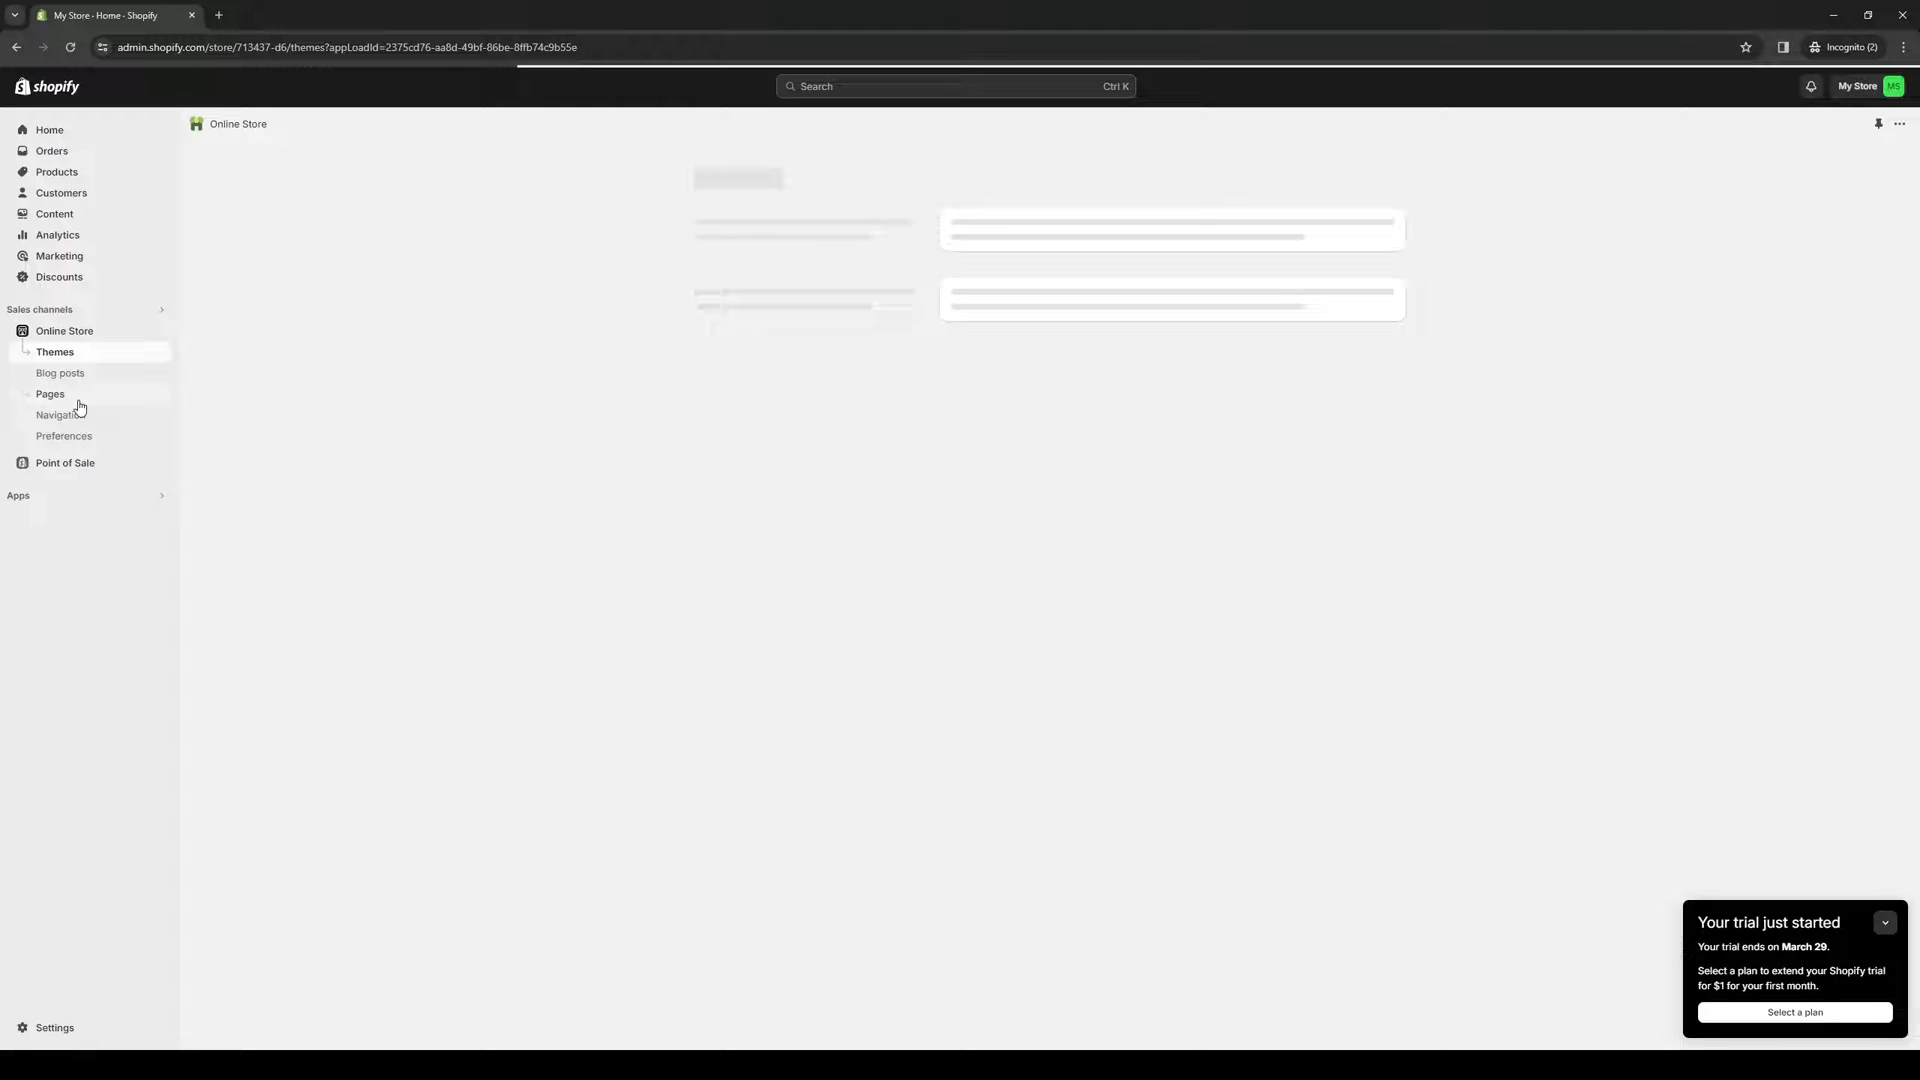 My Store - Home - Shopify
admin.shopify.com/store/713437-d6/themes?appLoadId=2375cd76-aa8d-49bf-86be-8ffb74c9b55e
Incognito (2)
shopify
Search
Ctrl K
My Store
MS
Home
Orders
Products
Customers
Content
Analytics
Marketing
Discounts
Sales channels
Online Store
Themes
Blog posts
Pages
Navigation
Preferences
Point of Sale
Apps
Settings
Online Store
Your trial just started
Your trial ends on March 29.
Select a plan to extend your Shopify trial
for $1 for your first month.
Select a plan